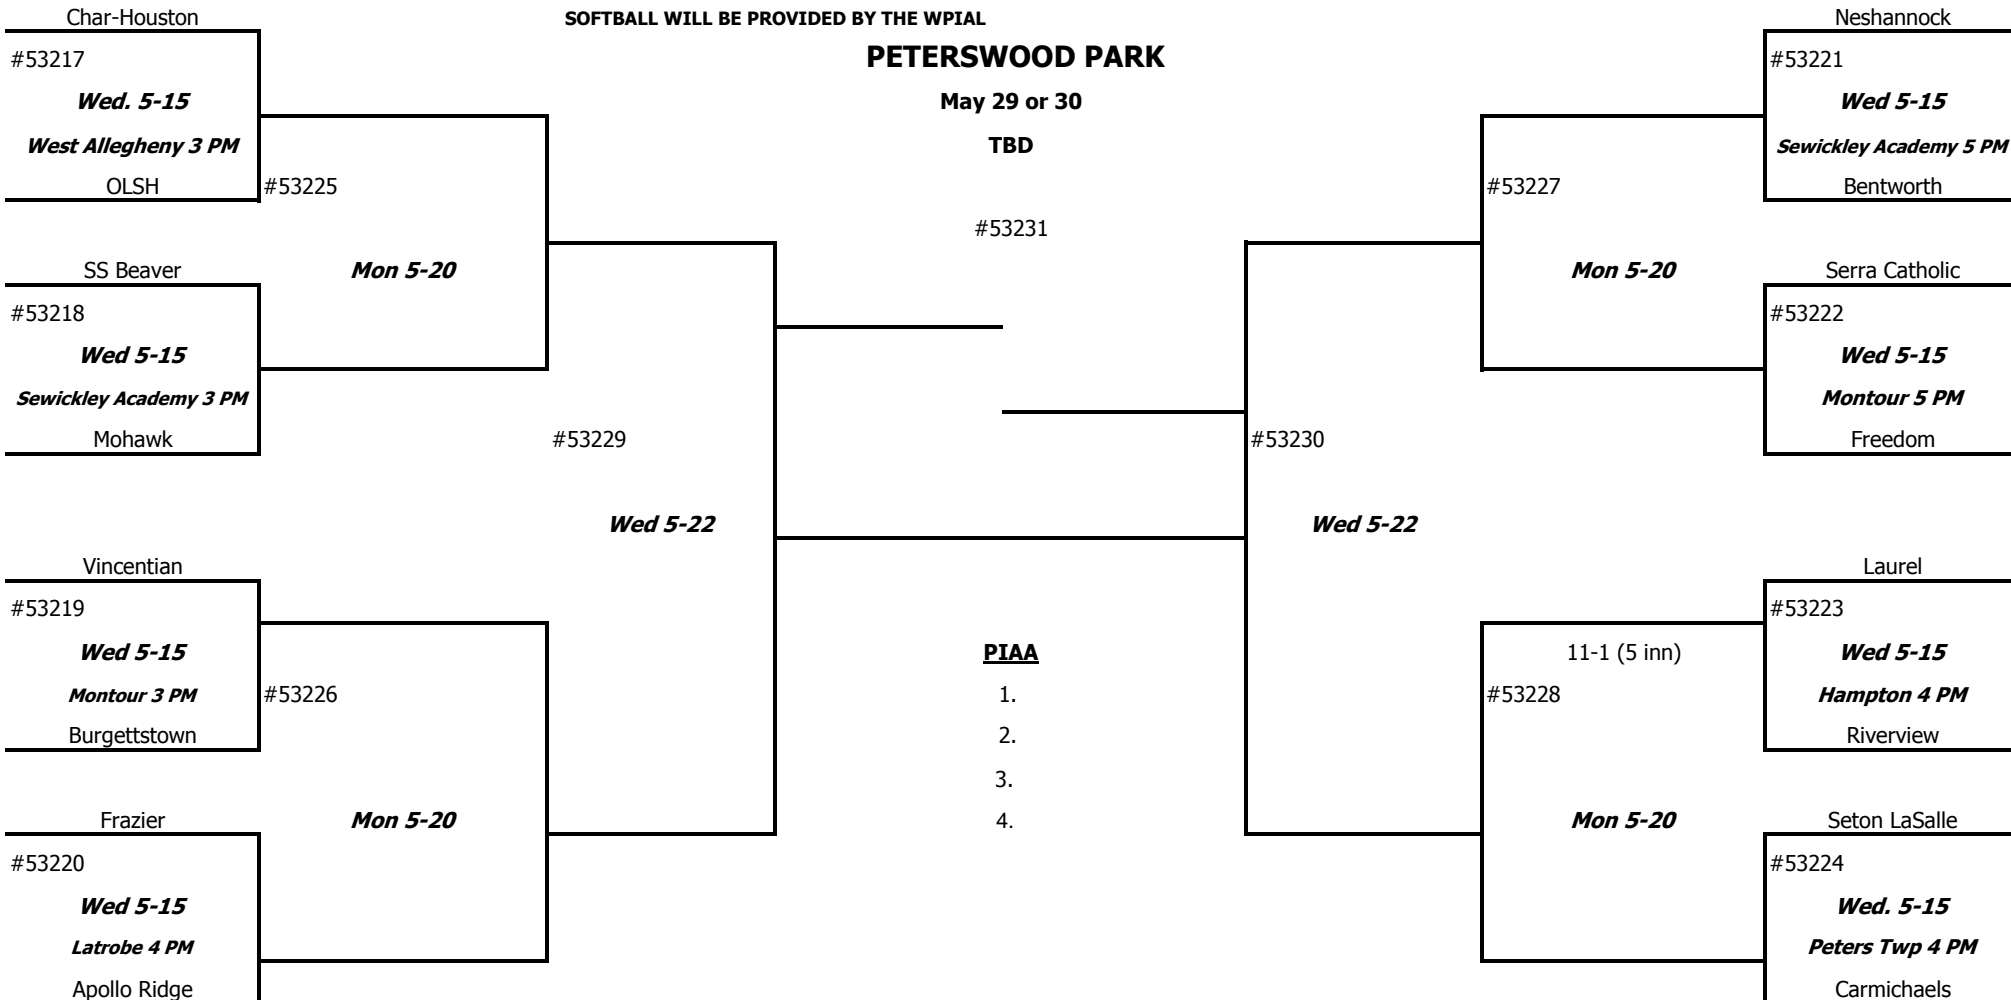 SOFTBALL WILL BE PROVIDED BY THE WPIAL
PETERSWOOD PARK
May 29 or 30
TBD
Char-Houston
#53217
Wed. 5-15
West Allegheny 3 PM
OLSH
#53225
SS Beaver
Mon 5-20
#53218
Wed 5-15
Sewickley Academy 3 PM
Mohawk
#53229
Wed 5-22
Vincentian
#53219
Wed 5-15
Montour 3 PM
#53226
Burgettstown
Frazier
Mon 5-20
#53220
Wed 5-15
Latrobe 4 PM
Apollo Ridge
#53231
PIAA
1.
2.
3.
4.
Neshannock
#53221
Wed 5-15
Sewickley Academy 5 PM
#53227
Bentworth
Mon 5-20
Serra Catholic
#53222
Wed 5-15
Montour 5 PM
#53230
Freedom
Wed 5-22
Laurel
#53223
11-1 (5 inn)
Wed 5-15
#53228
Hampton 4 PM
Riverview
Mon 5-20
Seton LaSalle
#53224
Wed. 5-15
Peters Twp 4 PM
Carmichaels